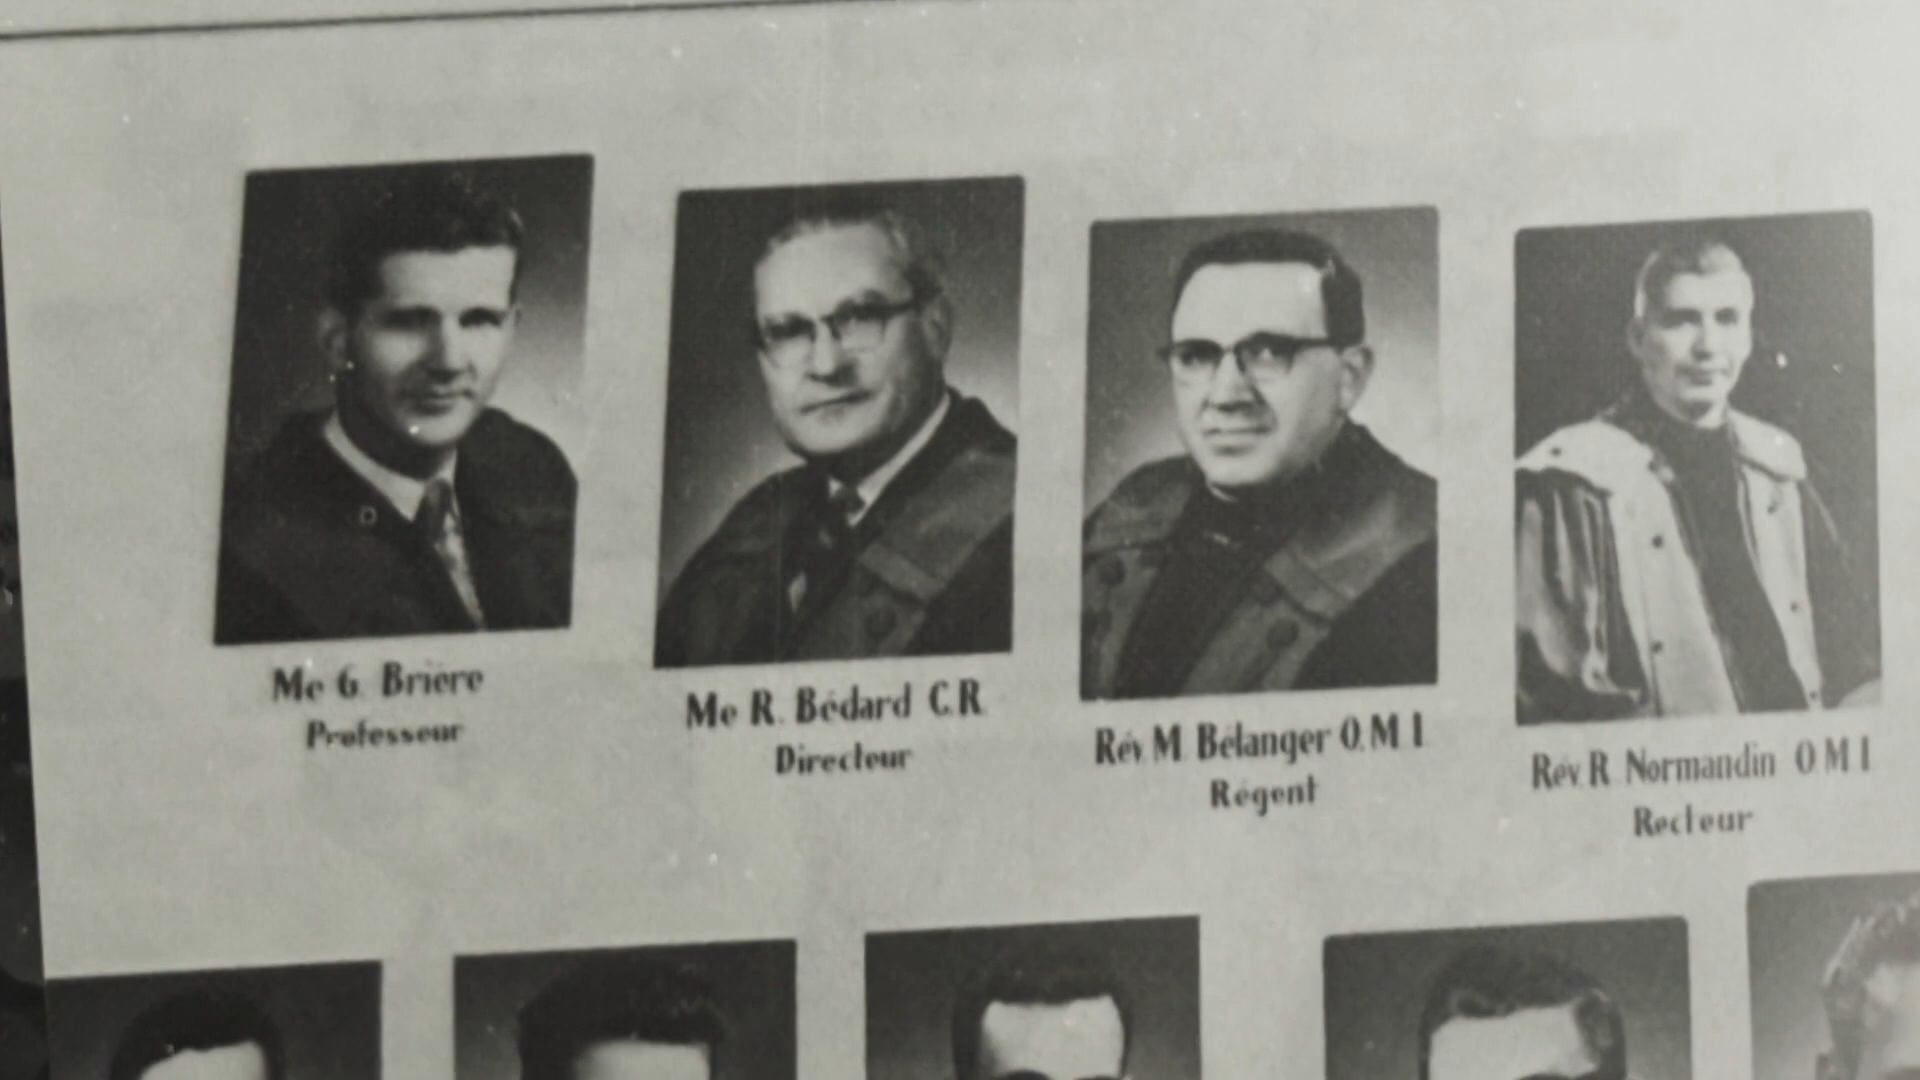 Me G. Brière
Professeur
Me R. Bédard C.R.
Directeur
Rév. M. Bélanger O.M.I.
Régent
Rév. R. Normandin O.M.I.
Recteur